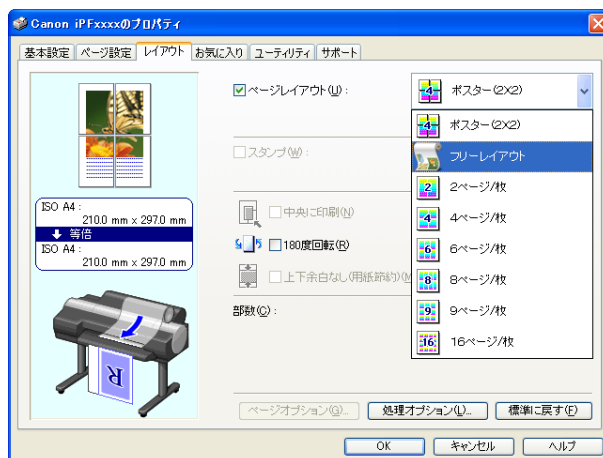 Canon iPFxxxxのプロパティ
基本設定 ページ設定 レイアウト お気に入り ユーティリティ サポート
ページレイアウト(U):
ポスター(2X2)
ポスター(2X2)
フリーレイアウト
2ページ/枚
4ページ/枚
6ページ/枚
8ページ/枚
9ページ/枚
16ページ/枚
スタンプ(W):
ISO A4:
210.0 mm x 297.0 mm
等倍
ISO A4:
210.0 mm x 297.0 mm
中央に印刷(N)
180度回転(R)
上下余白なし(用紙節約)(M
部数(C):
ページオプション(G)... 処理オプション(L)... 標準に戻す(F)
OK キャンセル ヘルプ